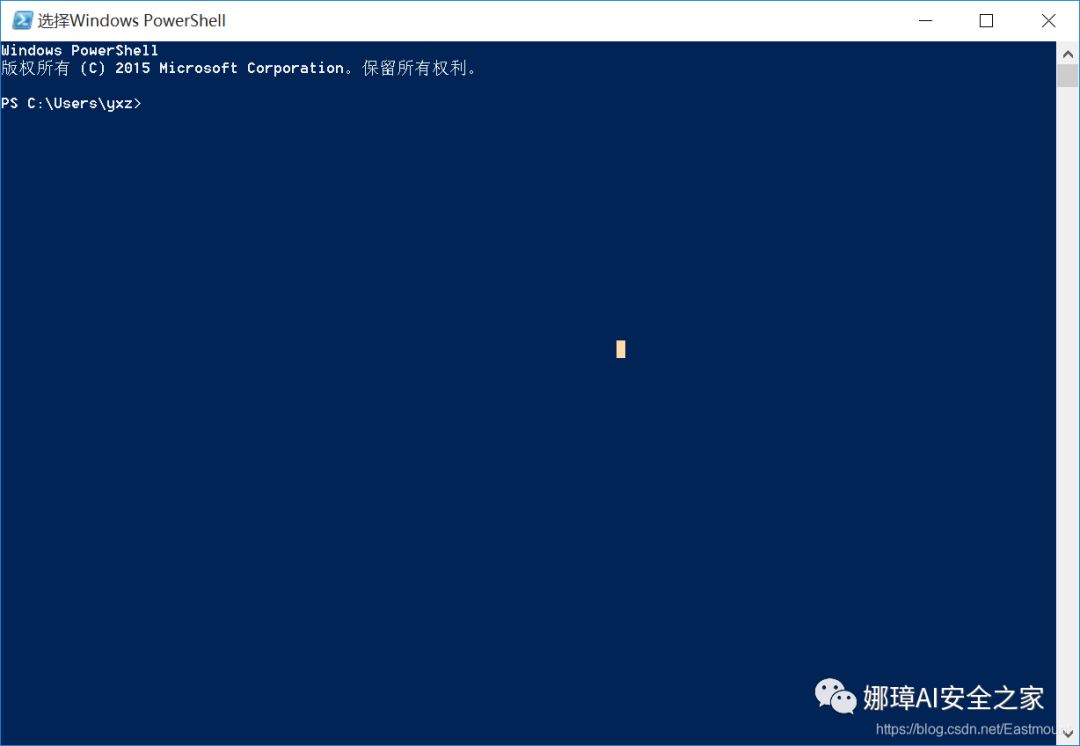 选择Windows PowerShell
Windows PowerShell
版权所有 (C) 2015 Microsoft Corporation。保留所有权利。
PS C:\Users\yxz>
娜璋AI安全之家
https://blog.csdn.net/Eastmou